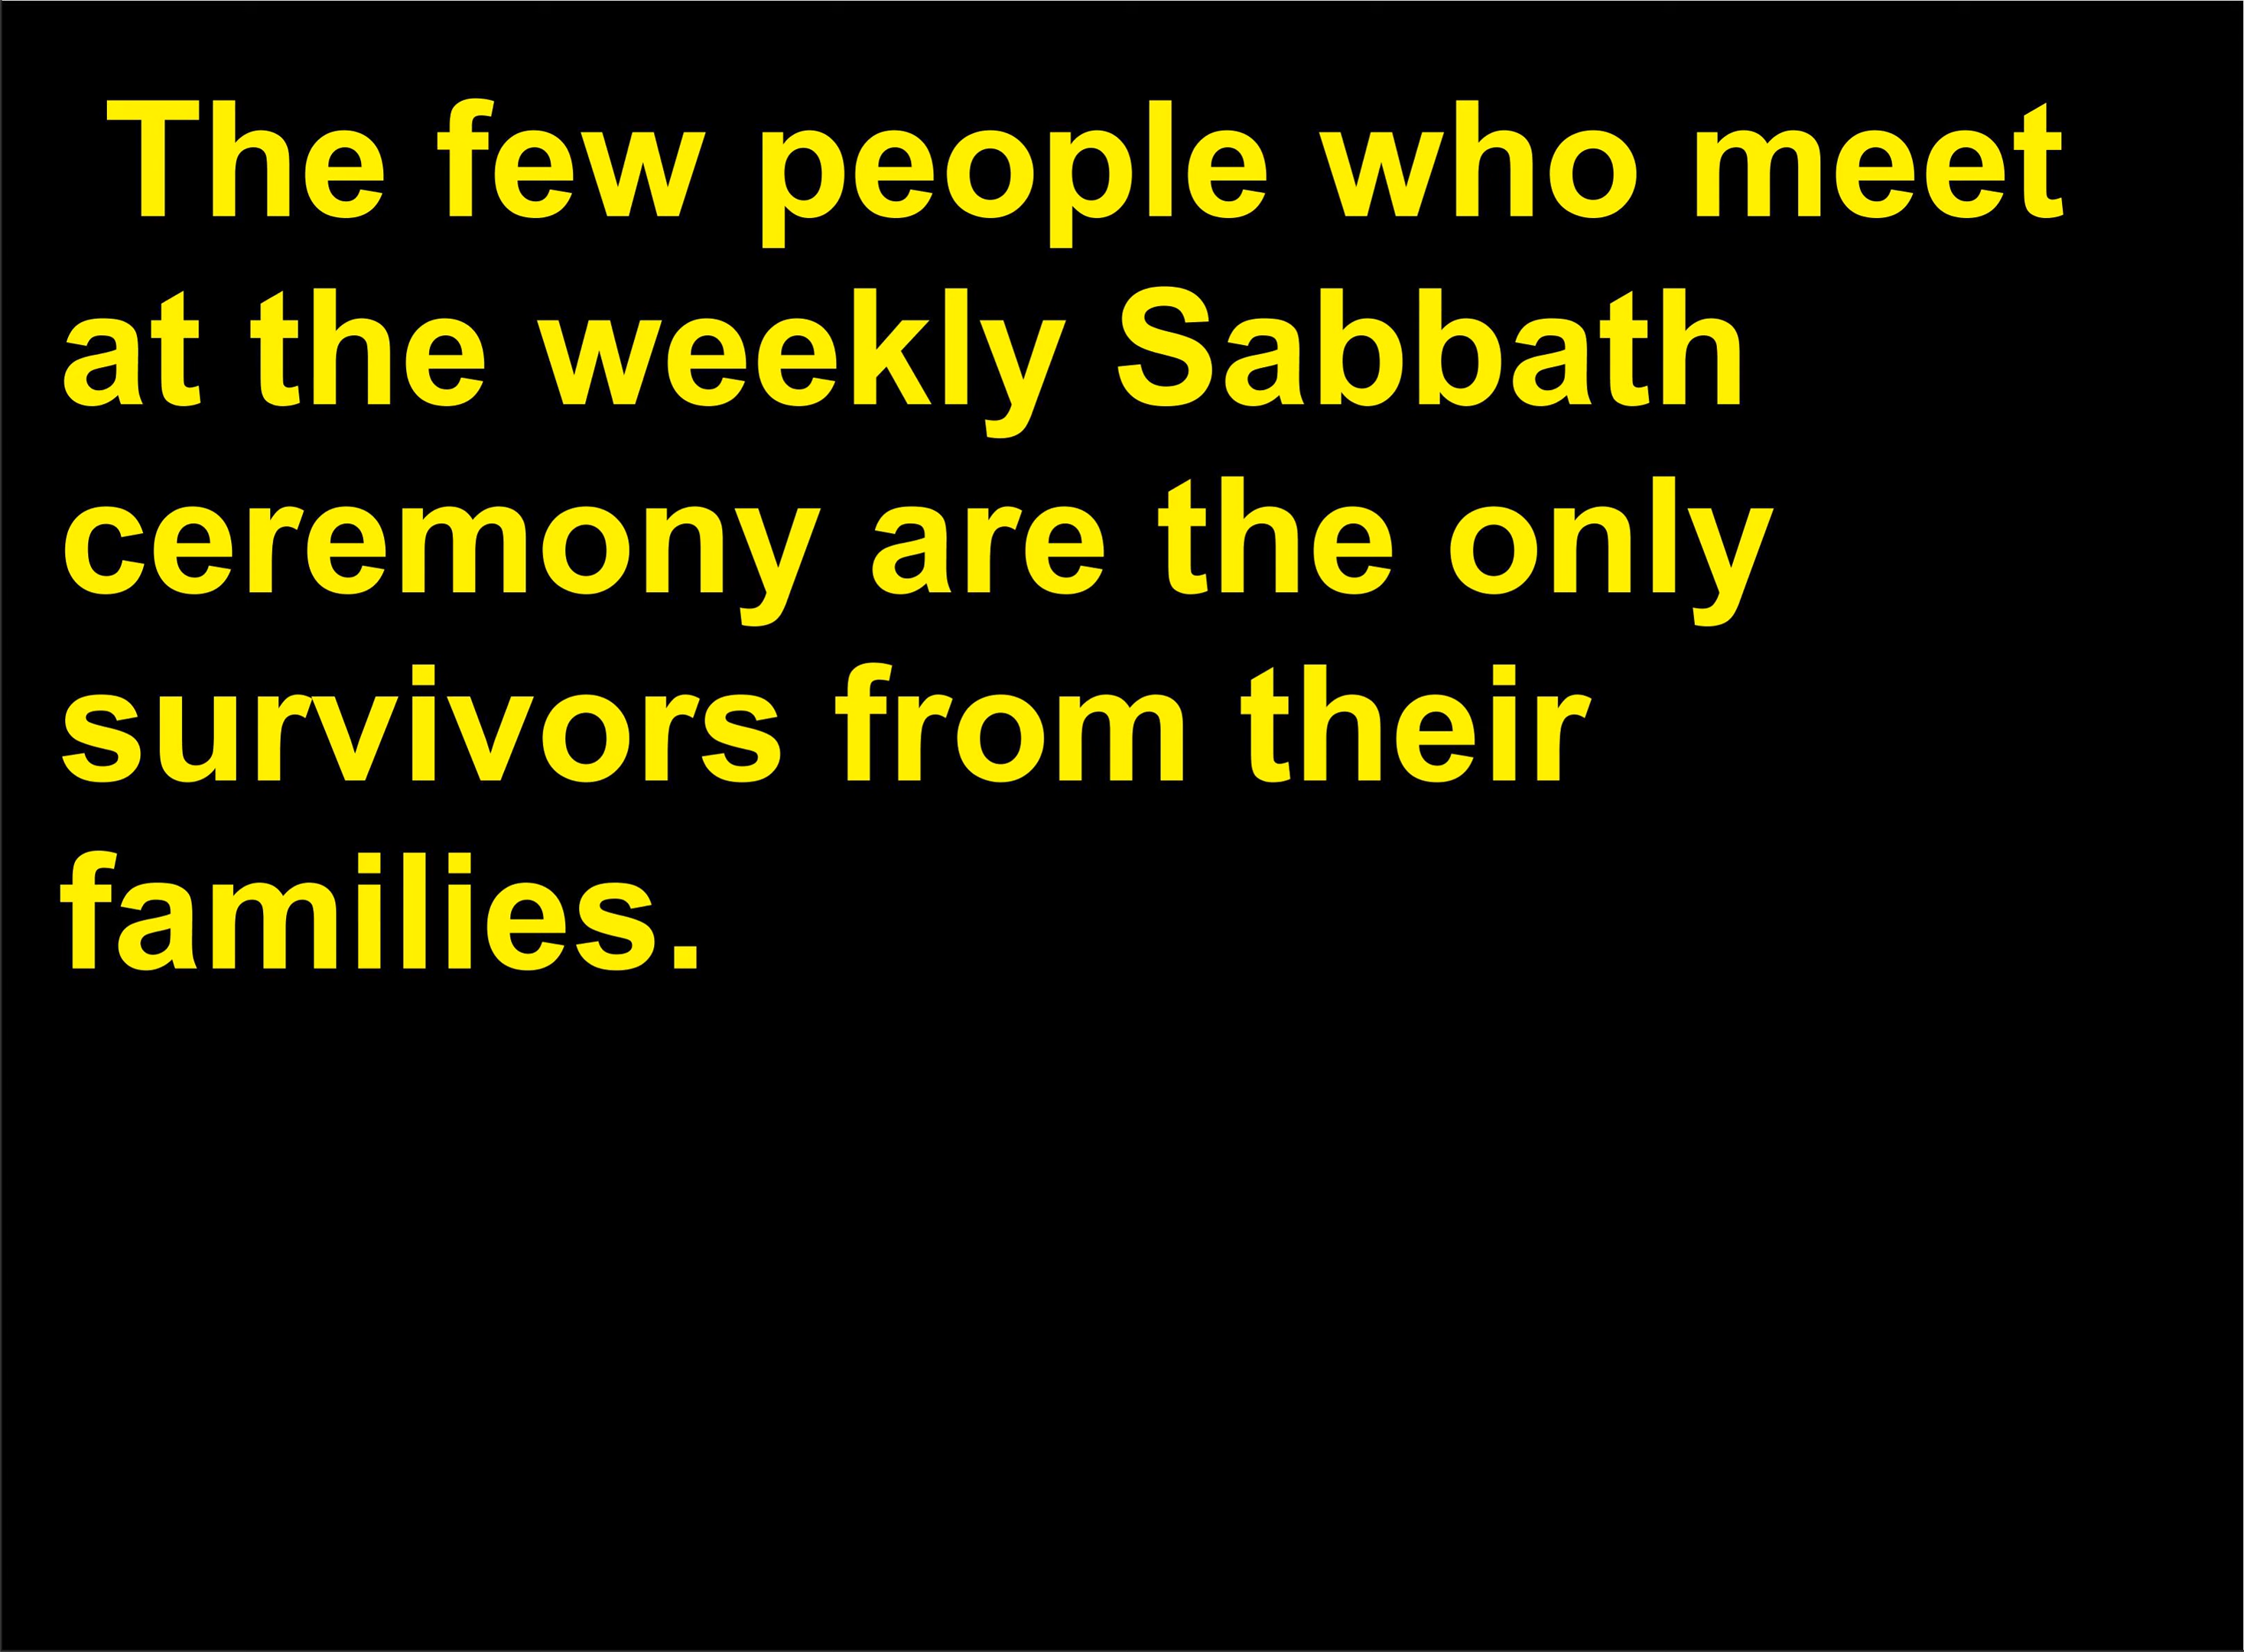 The few people who meet
at the weekly Sabbath
ceremony are the only
survivors from their
families.